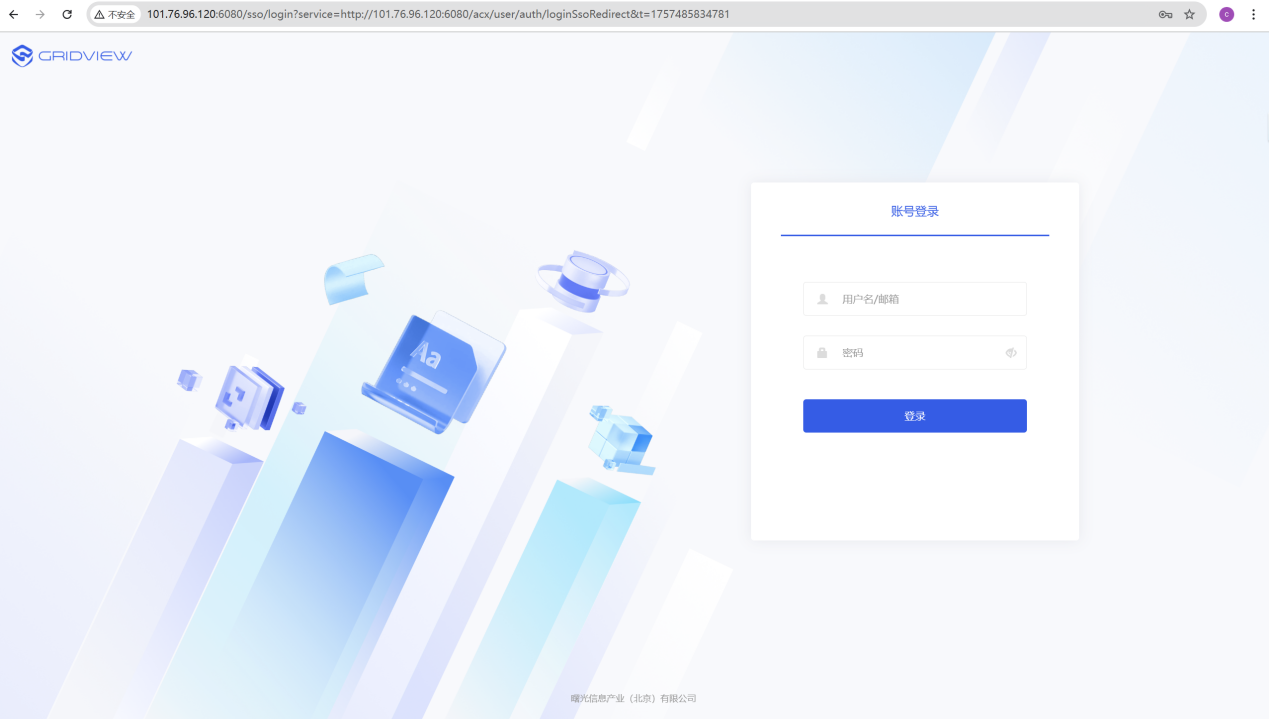 不安全 101.76.96.120:6080/sso/login?service=http://101.76.96.120:6080/acx/user/auth/loginSsoRedirect&t=1757485834781
C
GRIDVIEW
账号登录
用户名/邮箱
Aa
密码
登录
曙光信息产业（北京）有限公司